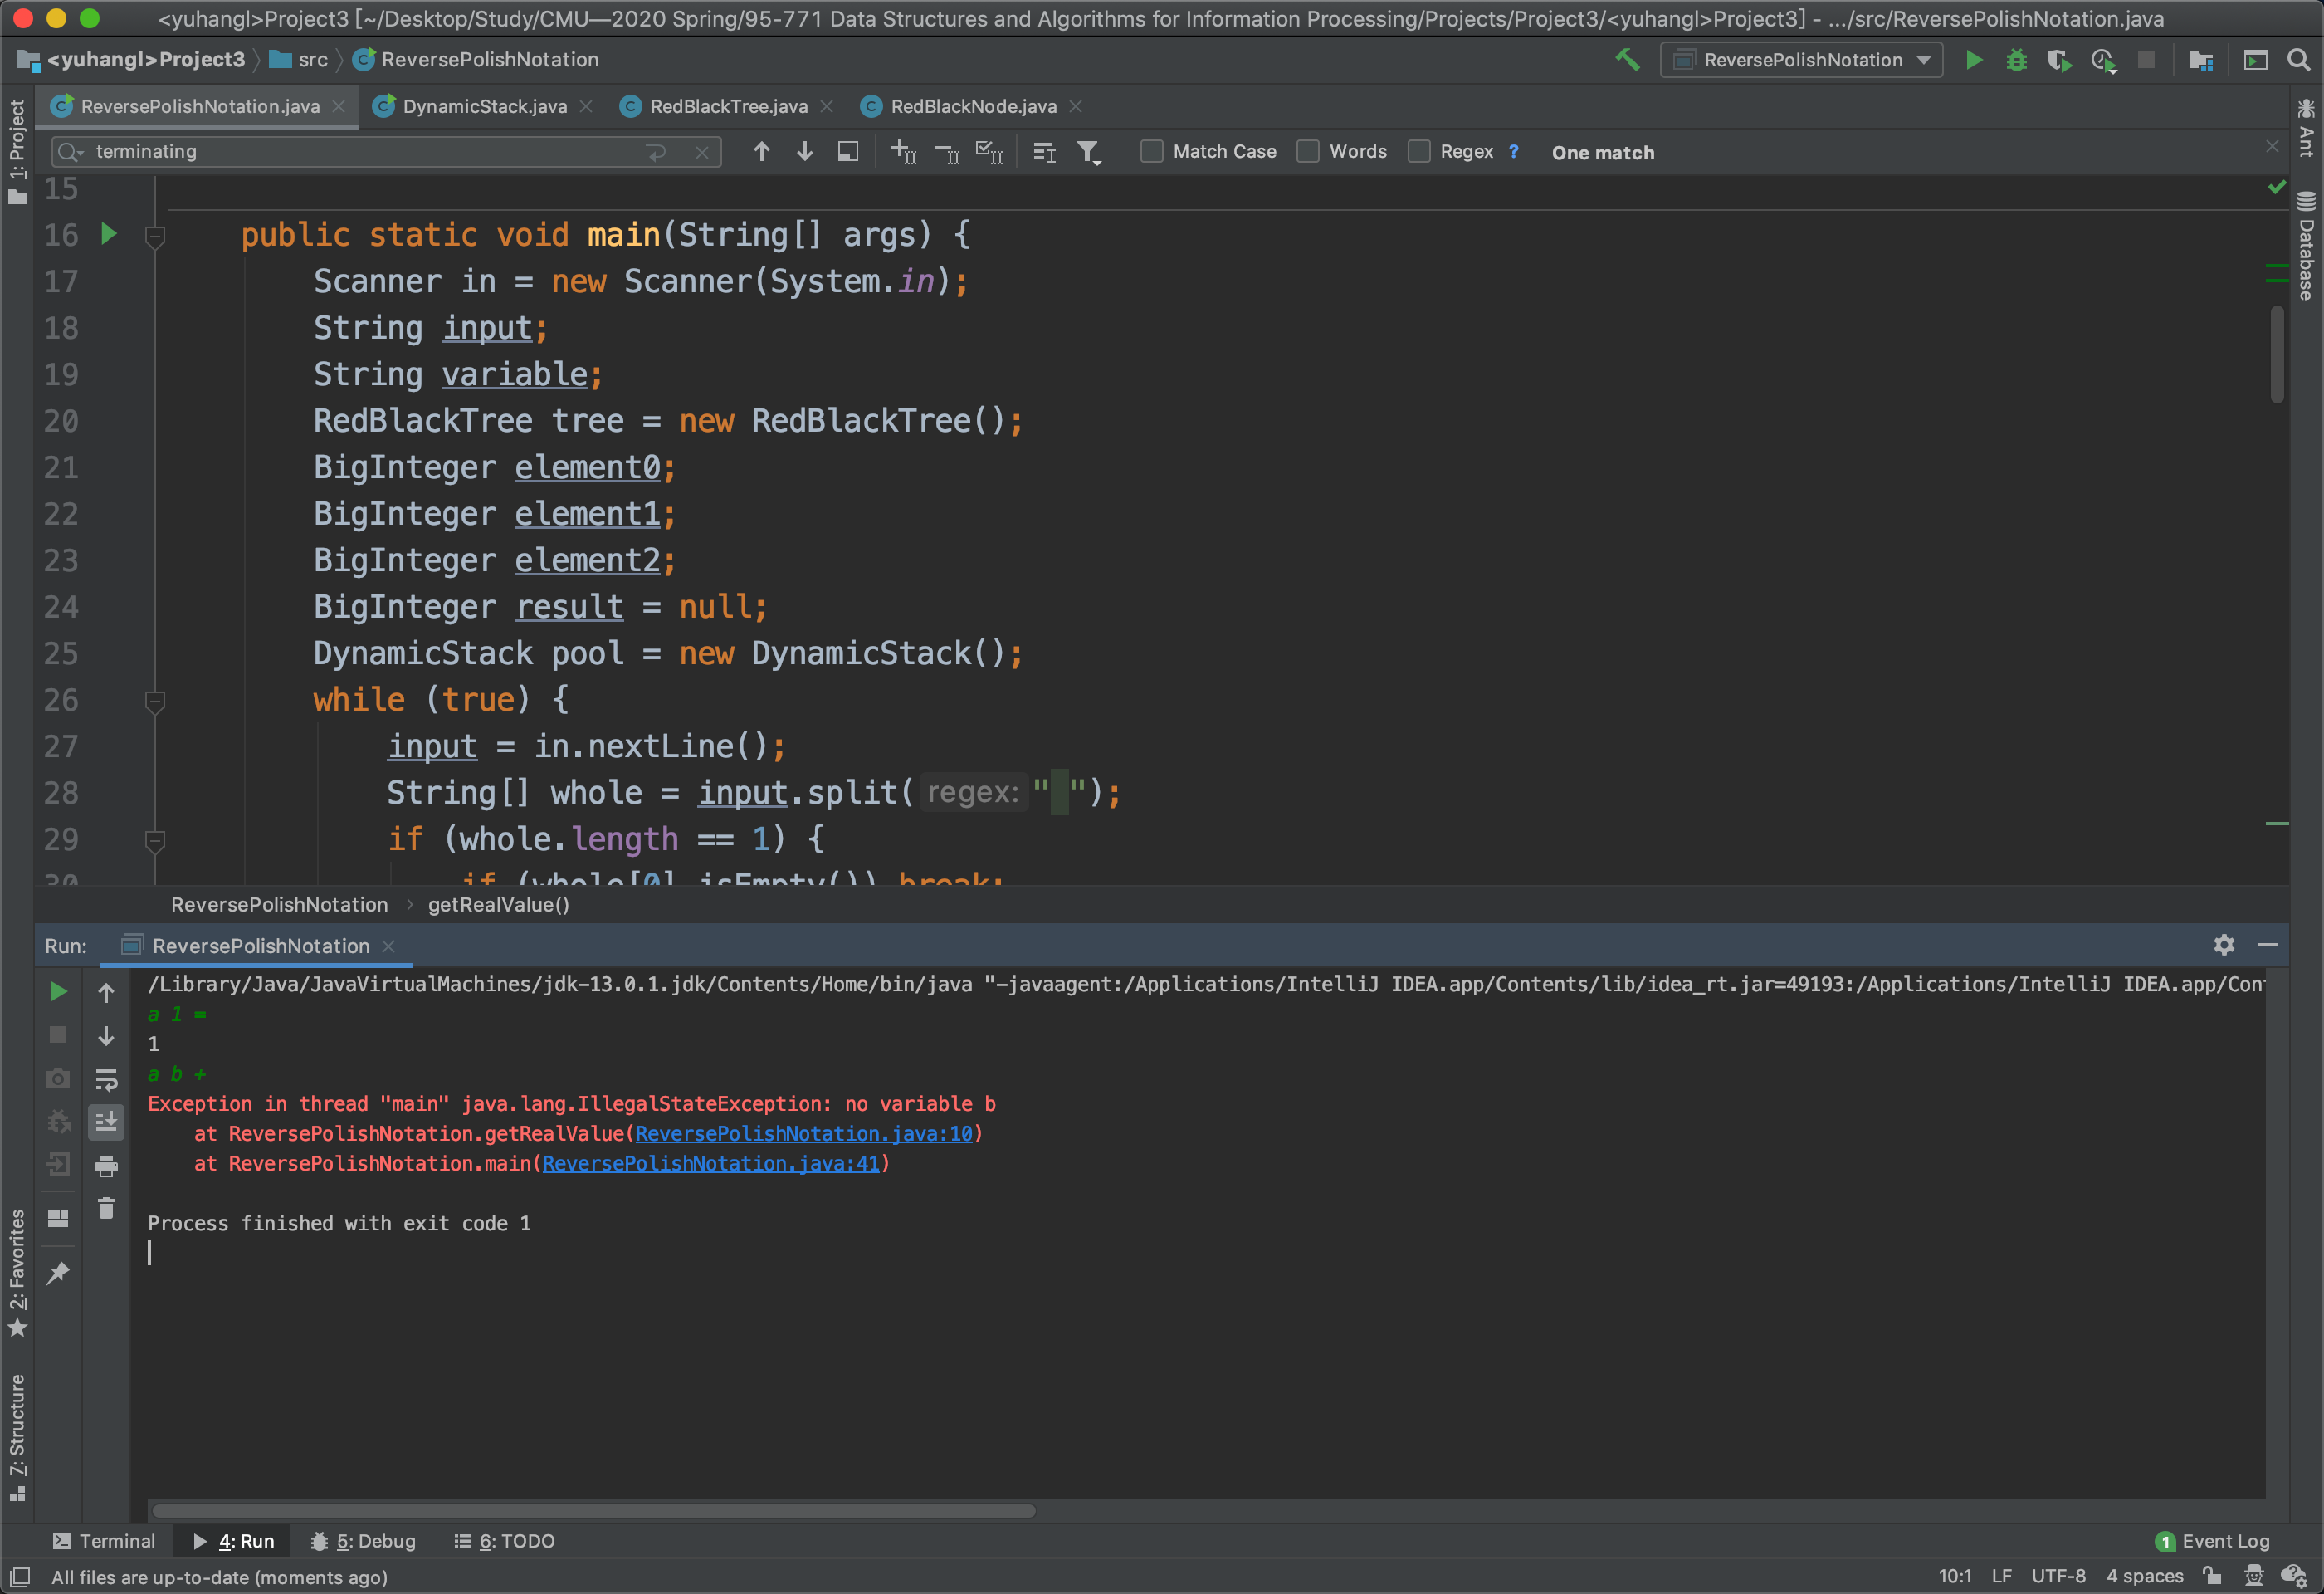 <yuhangl>Project3 [~/Desktop/Study/CMU—2020 Spring/95-771 Data Structures and Algorithms for Information Processing/Projects/Project3/<yuhangl>Project3] - .../src/ReversePolishNotation.java
<yuhangl>Project3 src ReversePolishNotation ReversePolishNotation
ReversePolishNotation.java DynamicStack.java RedBlackTree.java RedBlackNode.java
terminating Match Case Words Regex ? One match
1: Project
Ant
Database
15
16 public static void main(String[] args) {
17 Scanner in = new Scanner(System.in);
18 String input;
19 String variable;
20 RedBlackTree tree = new RedBlackTree();
21 BigInteger element0;
22 BigInteger element1;
23 BigInteger element2;
24 BigInteger result = null;
25 DynamicStack pool = new DynamicStack();
26 while (true) {
27 input = in.nextLine();
28 String[] whole = input.split( regex: " ");
29 if (whole.length == 1) {
30 if (whole[0].isEmpty()) break;
ReversePolishNotation getRealValue()
Run: ReversePolishNotation
/Library/Java/JavaVirtualMachines/jdk-13.0.1.jdk/Contents/Home/bin/java "-javaagent:/Applications/IntelliJ IDEA.app/Contents/lib/idea_rt.jar=49193:/Applications/IntelliJ IDEA.app/Cont
a 1 =
1
a b +
Exception in thread "main" java.lang.IllegalStateException: no variable b
at ReversePolishNotation.getRealValue(ReversePolishNotation.java:10)
at ReversePolishNotation.main(ReversePolishNotation.java:41)
Process finished with exit code 1
2: Favorites
Z: Structure
Terminal 4: Run 5: Debug 6: TODO 1 Event Log
All files are up-to-date (moments ago) 10:1 LF UTF-8 4 spaces